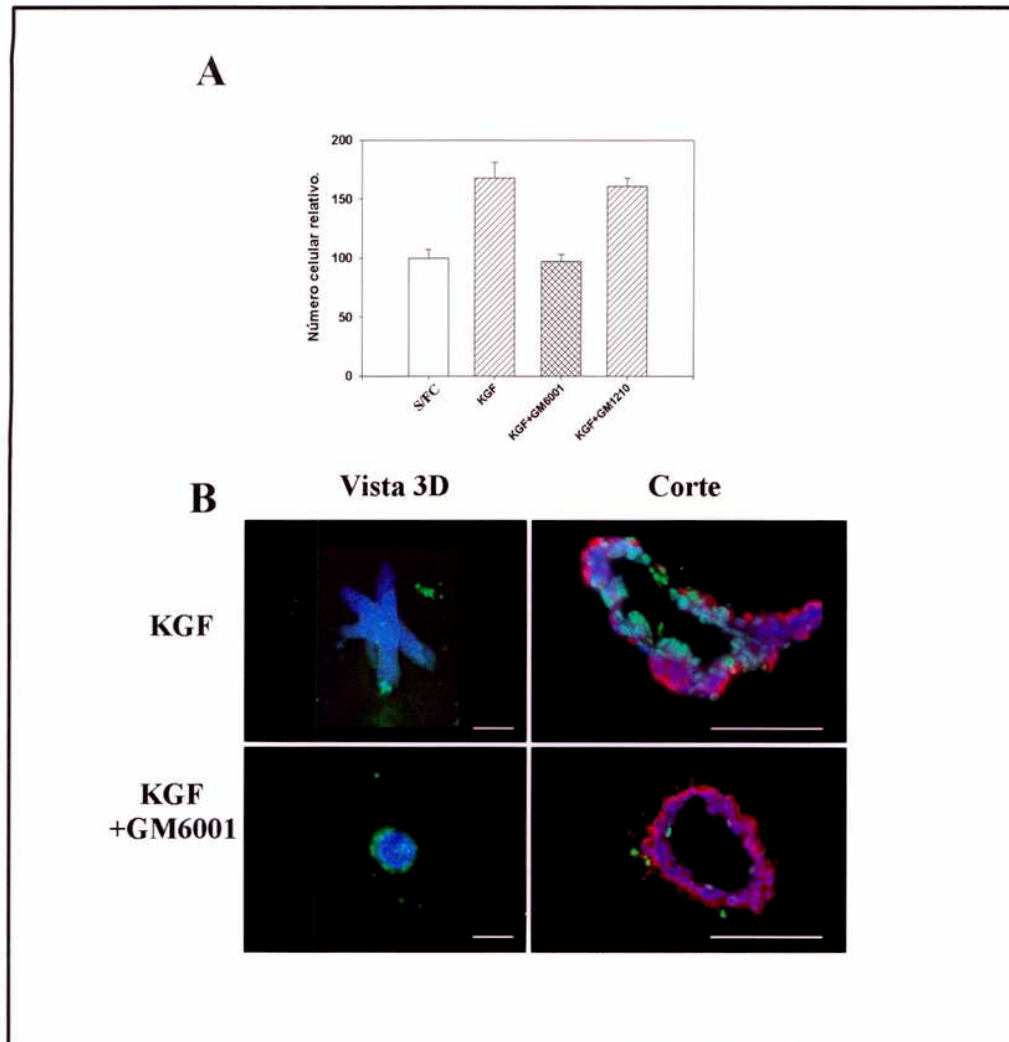 A
200
150
100
50
0
Número celular relativo.
S/FC
KGF
KGF+GM6001
KGF+GM1210
B
Vista 3D
Corte
KGF
KGF
+GM6001